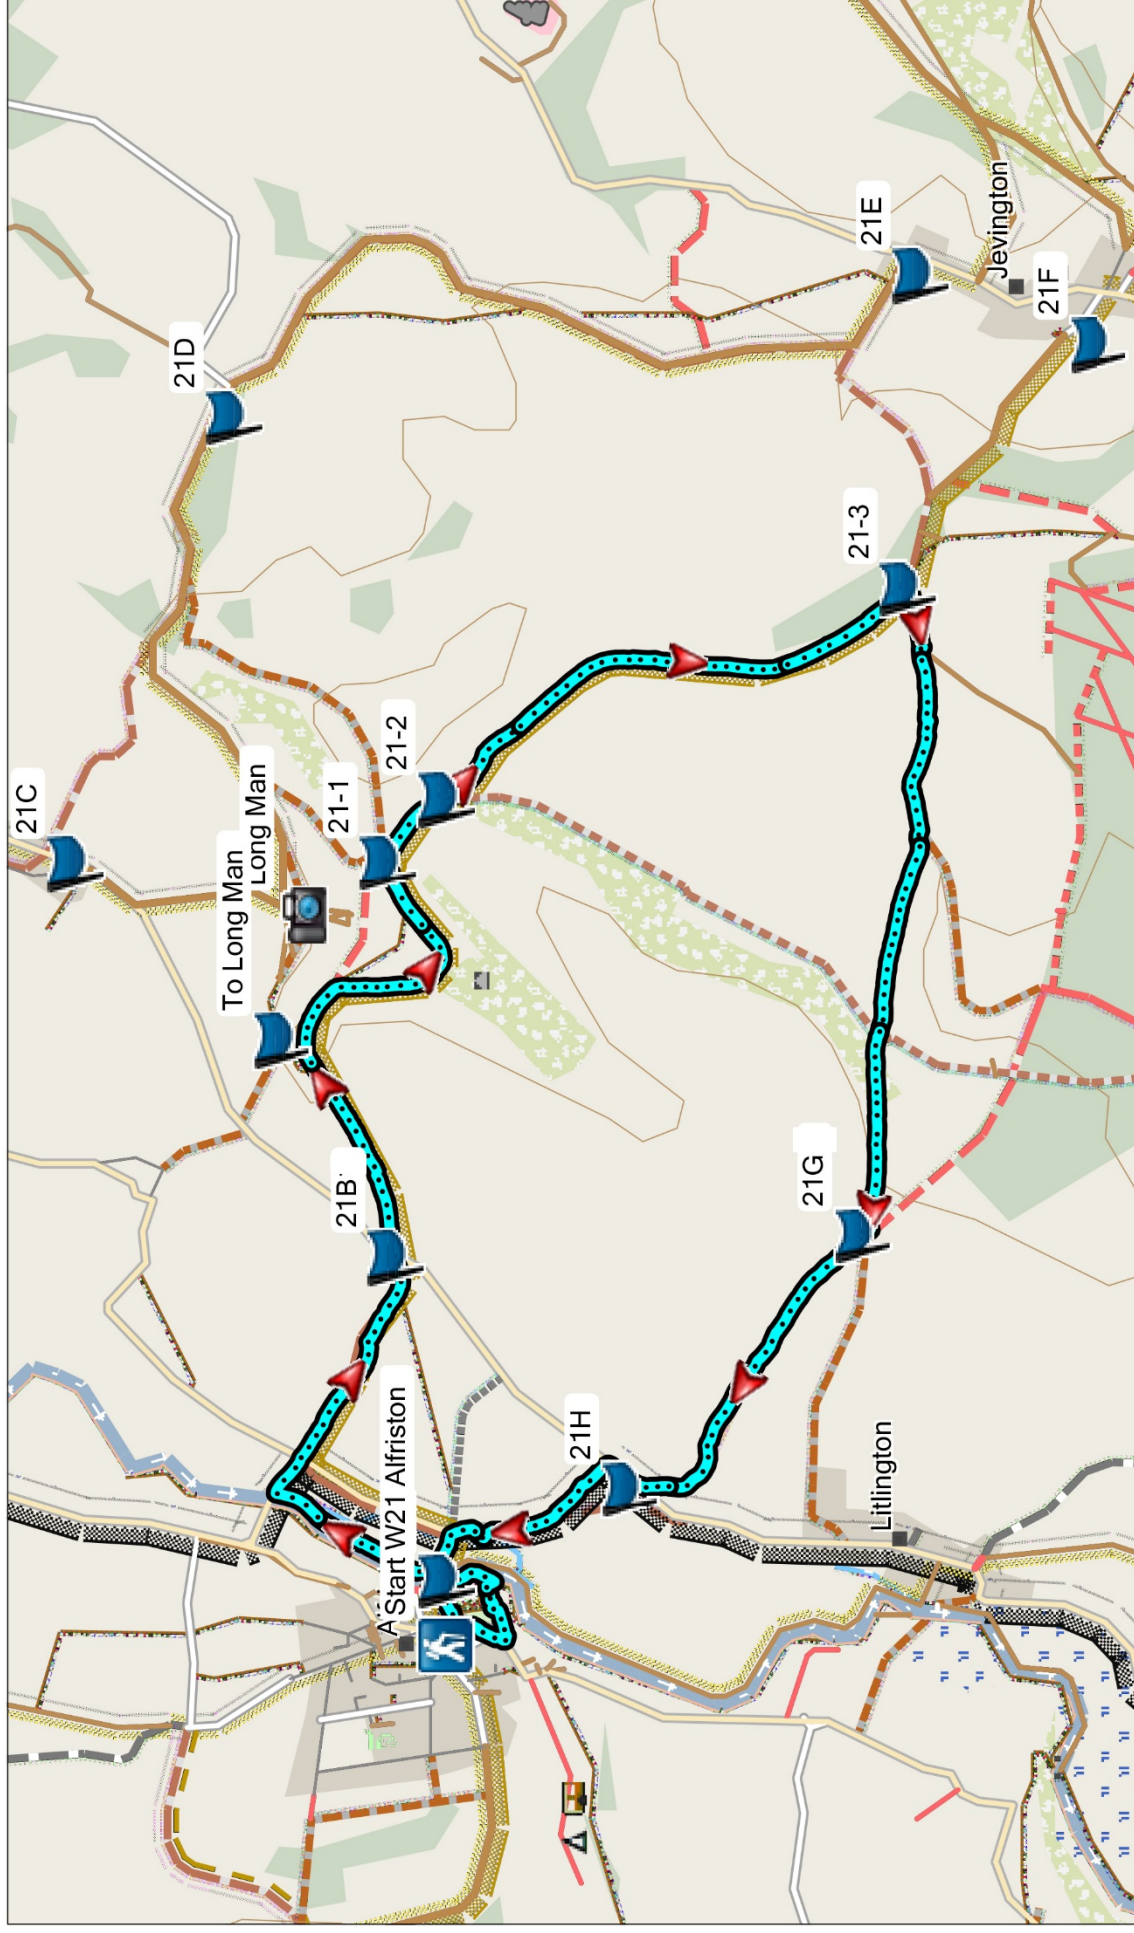 21C
21D
To Long Man
Long Man
21-1
21-2
21E
Jevington
21F
21-3
21B
Start W21 Alfriston
A
21H
21G
Litlington